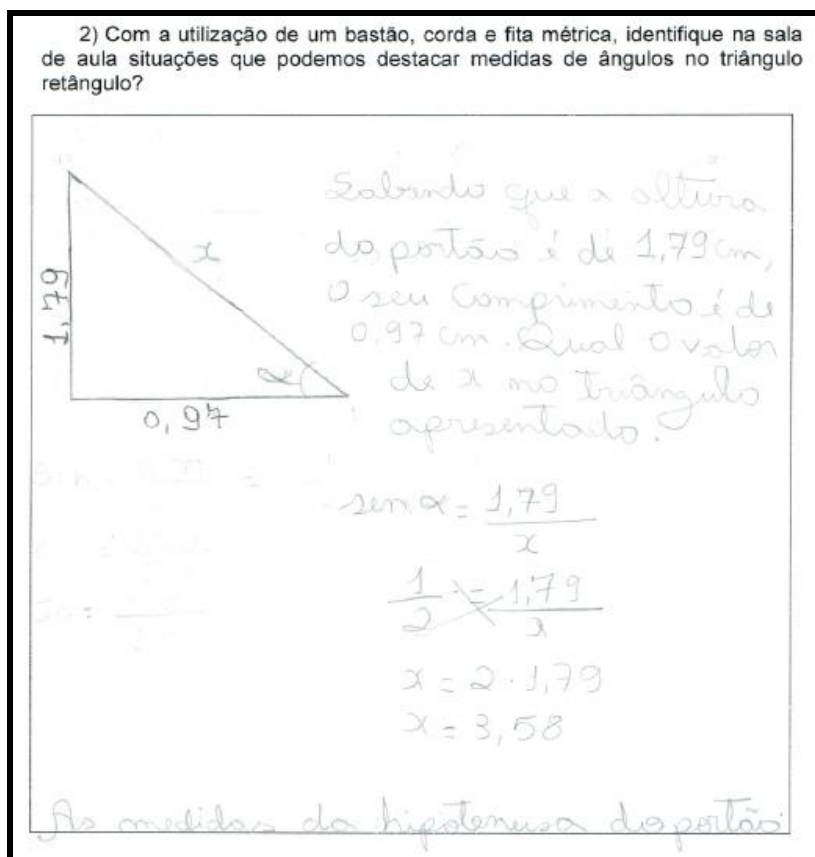 2) Com a utilização de um bastão, corda e fita métrica, identifique na sala
de aula situações que podemos destacar medidas de ângulos no triângulo
retângulo?
Sabendo que a altura
do portão é de 1,79 cm,
O seu comprimento é de
0,97 cm. Qual o valor
de x no triângulo
apresentado.
x
1,79
α
0,97
sen α = 1,79
x
1 = 1,79
2 x
x = 2 . 1,79
x = 3,58
As medidas da hipotenusa do portão